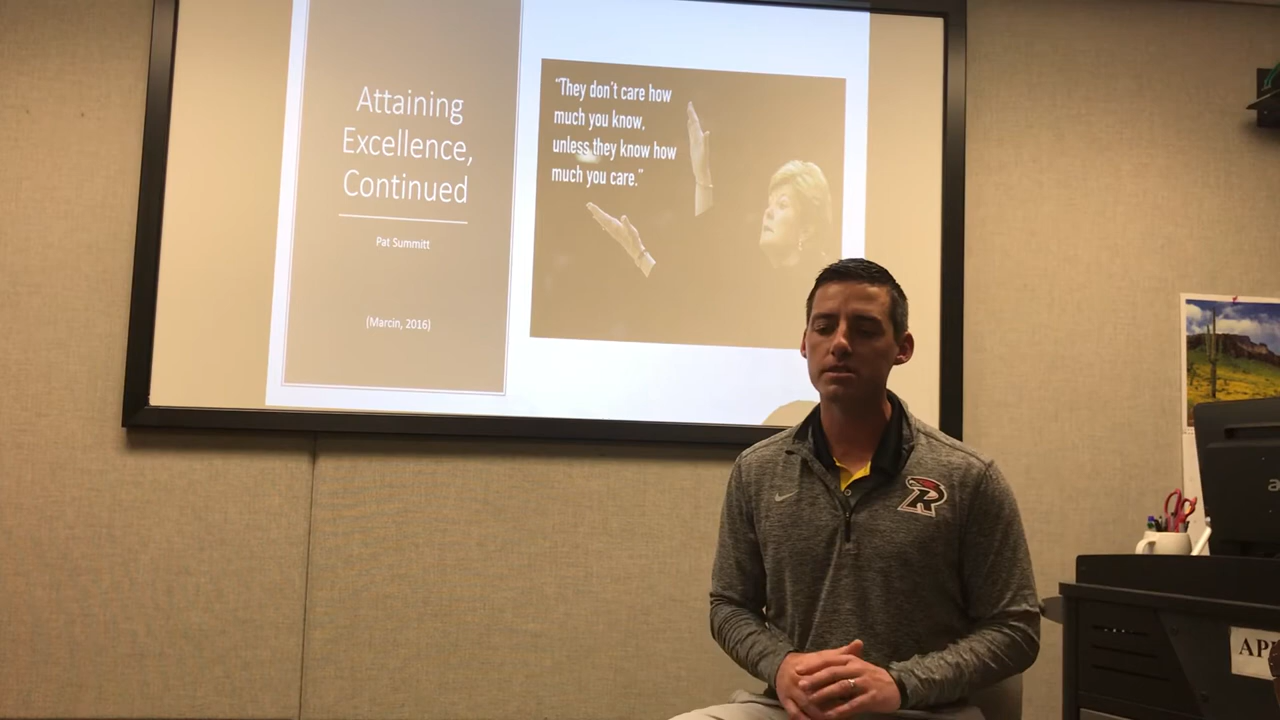 Attaining
Excellence,
Continued
Pat Summitt
(Marcin, 2016)
“They don’t care how
much you know,
unless they know how
much you care.”
R